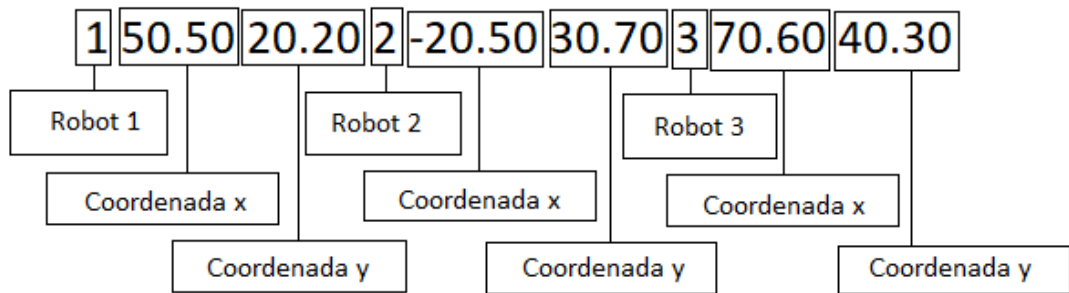 1 50.50 20.20 2 -20.50 30.70 3 70.60 40.30
Robot 1 Robot 2 Robot 3
Coordenada x Coordenada x Coordenada x
Coordenada y Coordenada y Coordenada y